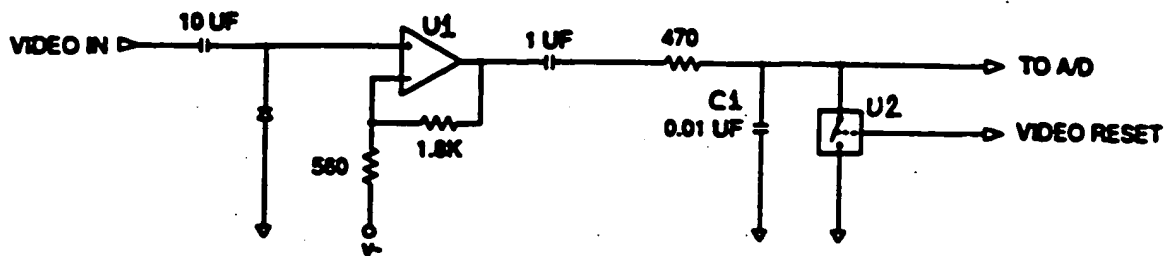 VIDEO IN
10 UF
U1
1.8K
560
V-
1 UF
470
C1
0.01 UF
U2
TO A/D
VIDEO RESET